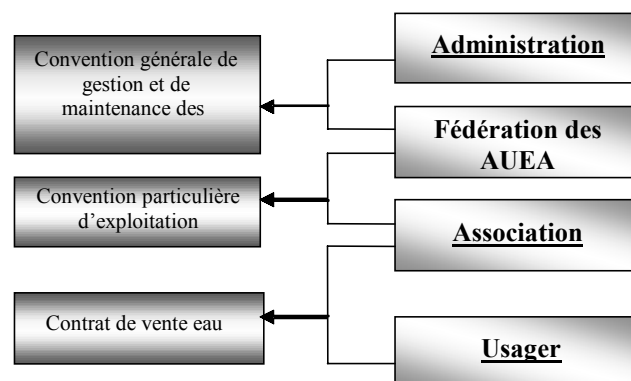 Convention générale de
gestion et de
maintenance des
Convention particulière
d'exploitation
Contrat de vente eau
Administration
Fédération des
AUEA
Association
Usager